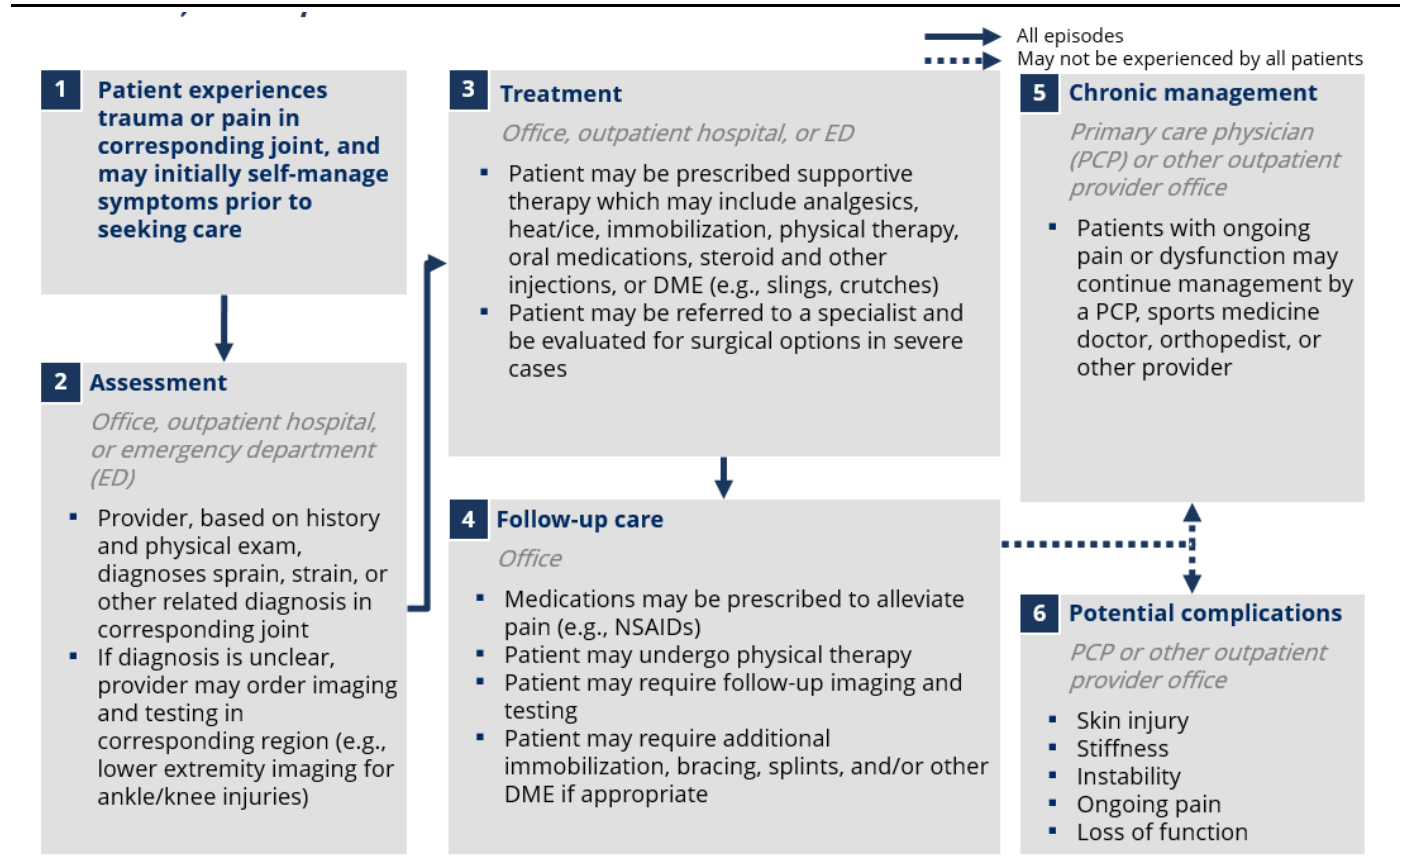 All episodes
May not be experienced by all patients
1
Patient experiences
trauma or pain in
corresponding joint, and
may initially self-manage
symptoms prior to
seeking care
2
Assessment
Office, outpatient hospital,
or emergency department
(ED)
▪ Provider, based on history
and physical exam,
diagnoses sprain, strain, or
other related diagnosis in
corresponding joint
▪ If diagnosis is unclear,
provider may order imaging
and testing in
corresponding region (e.g.,
lower extremity imaging for
ankle/knee injuries)
3
Treatment
Office, outpatient hospital, or ED
▪ Patient may be prescribed supportive
therapy which may include analgesics,
heat/ice, immobilization, physical therapy,
oral medications, steroid and other
injections, or DME (e.g., slings, crutches)
▪ Patient may be referred to a specialist and
be evaluated for surgical options in severe
cases
4
Follow-up care
Office
▪ Medications may be prescribed to alleviate
pain (e.g., NSAIDs)
▪ Patient may undergo physical therapy
▪ Patient may require follow-up imaging and
testing
▪ Patient may require additional
immobilization, bracing, splints, and/or other
DME if appropriate
5
Chronic management
Primary care physician
(PCP) or other outpatient
provider office
▪ Patients with ongoing
pain or dysfunction may
continue management by
a PCP, sports medicine
doctor, orthopedist, or
other provider
6
Potential complications
PCP or other outpatient
provider office
▪ Skin injury
▪ Stiffness
▪ Instability
▪ Ongoing pain
▪ Loss of function